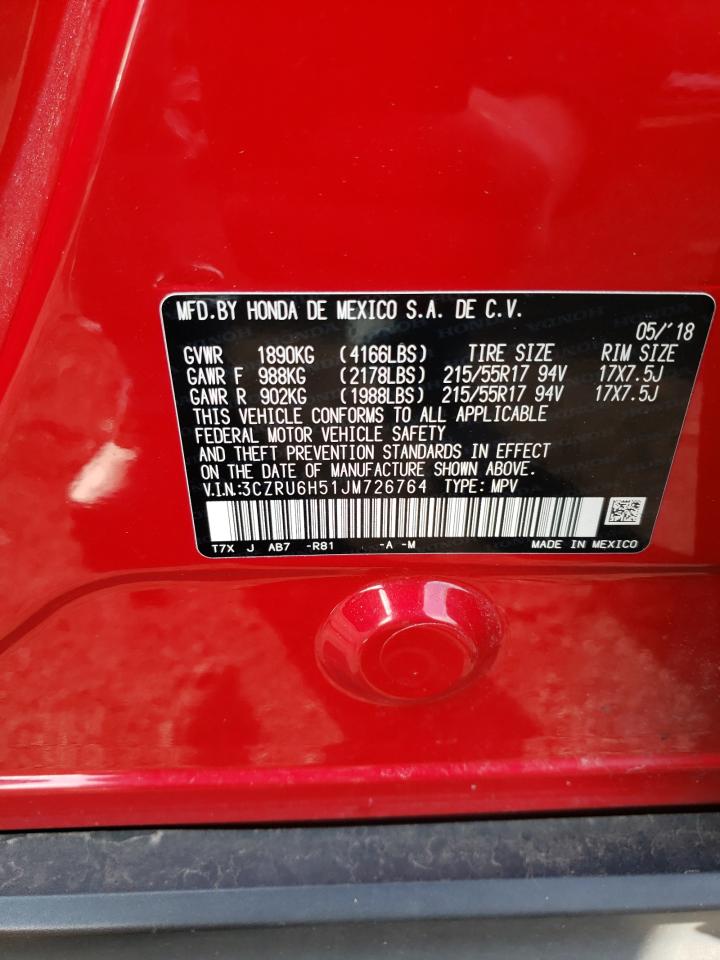 MFD.BY HONDA DE MEXICO S.A. DE C.V.
05/'18
GVWR 1890KG (4166LBS) TIRE SIZE RIM SIZE
GAWR F 988KG (2178LBS) 215/55R17 94V 17X7.5J
GAWR R 902KG (1988LBS) 215/55R17 94V 17X7.5J
THIS VEHICLE CONFORMS TO ALL APPLICABLE
FEDERAL MOTOR VEHICLE SAFETY
AND THEFT PREVENTION STANDARDS IN EFFECT
ON THE DATE OF MANUFACTURE SHOWN ABOVE.
V.I.N.:3CZRU6H51JM726764 TYPE: MPV
T7X J AB7 -R81 -A -M MADE IN MEXICO